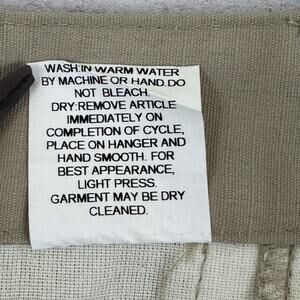 WASH:IN WARM WATER
BY MACHINE OR HAND.DO
NOT BLEACH.
DRY:REMOVE ARTICLE
IMMEDIATELY ON
COMPLETION OF CYCLE,
PLACE ON HANGER AND
HAND SMOOTH. FOR
BEST APPEARANCE,
LIGHT PRESS.
GARMENT MAY BE DRY
CLEANED.